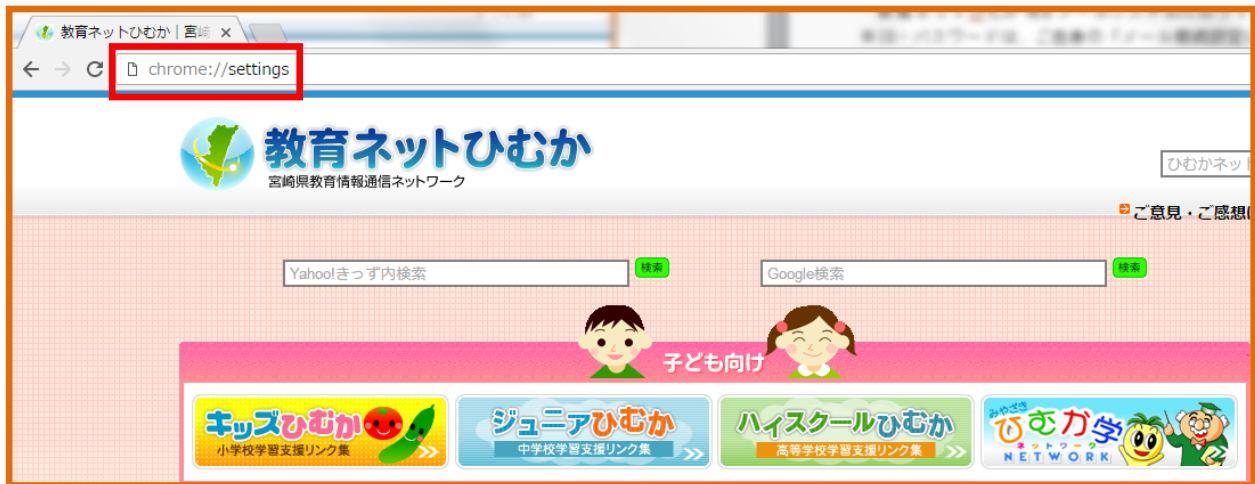 教育ネットひむか | 宮崎
chrome://settings
教育ネットひむか
宮崎県教育情報通信ネットワーク
ひむかネット
ご意見・ご感想
Yahoo!きっず内検索
検索
Google検索
検索
子ども向け
キッズひむか
小学校学習支援リンク集
ジュニアひむか
中学校学習支援リンク集
ハイスクールひむか
高等学校学習支援リンク集
みやざき
ひむか学
ネットワーク
NETWORK